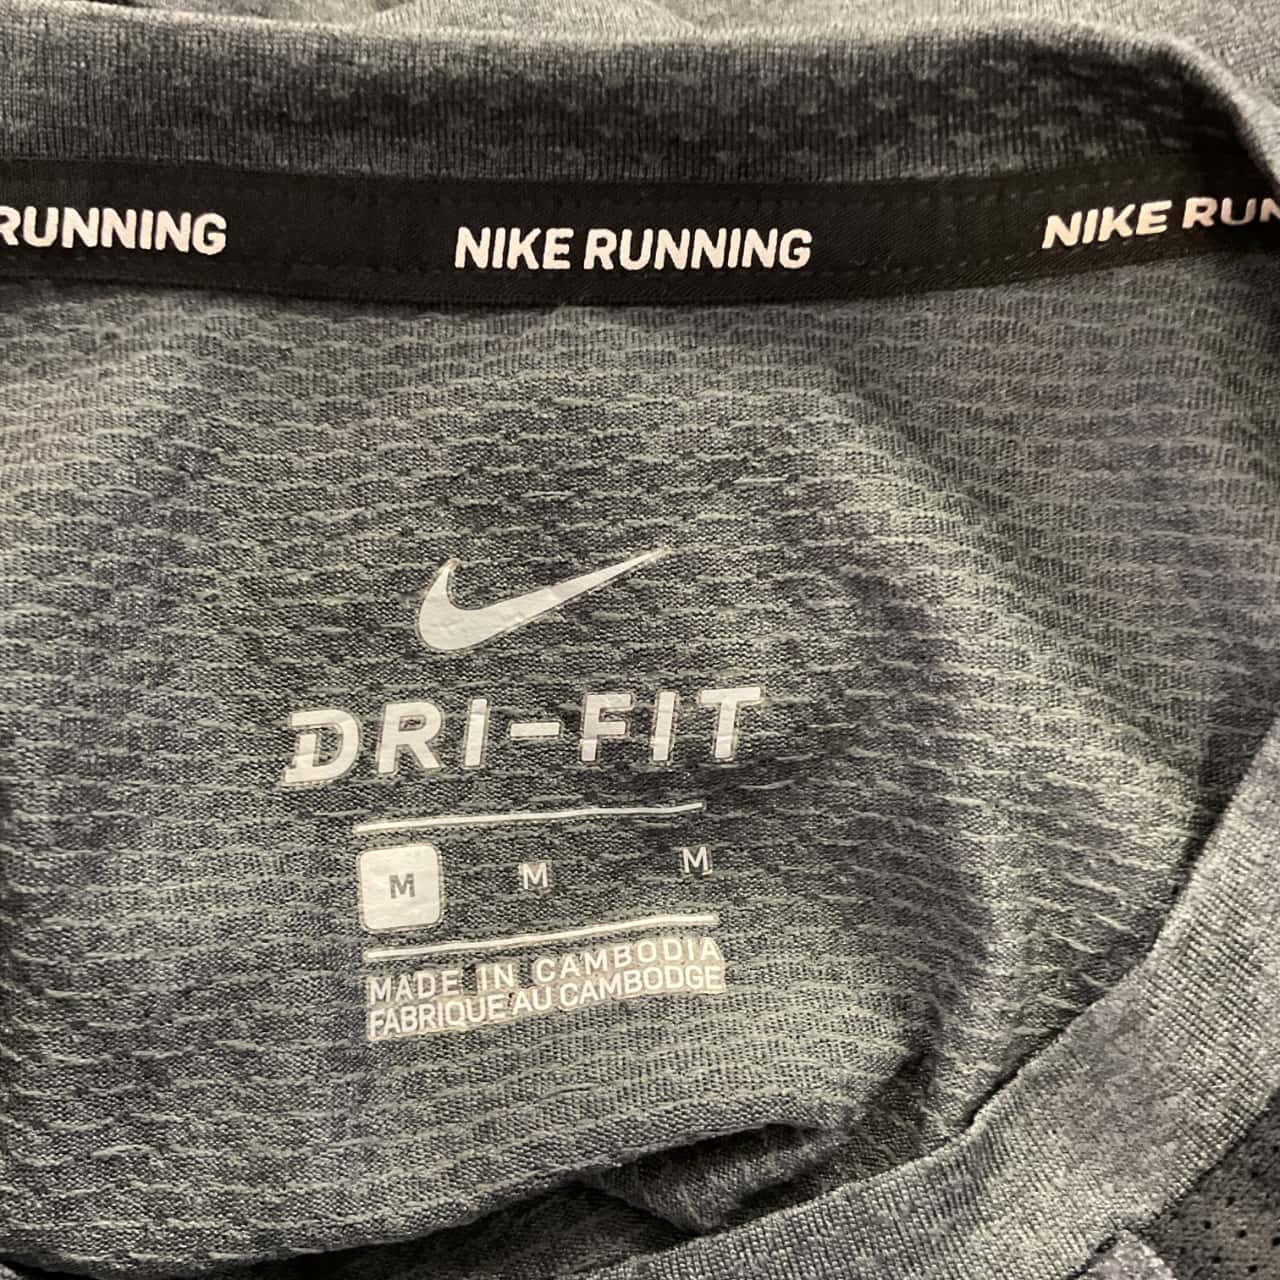 RUNNING NIKE RUNNING NIKE RUN
DRI-FIT
M M M
MADE IN CAMBODIA
FABRIQUE AU CAMBODGE